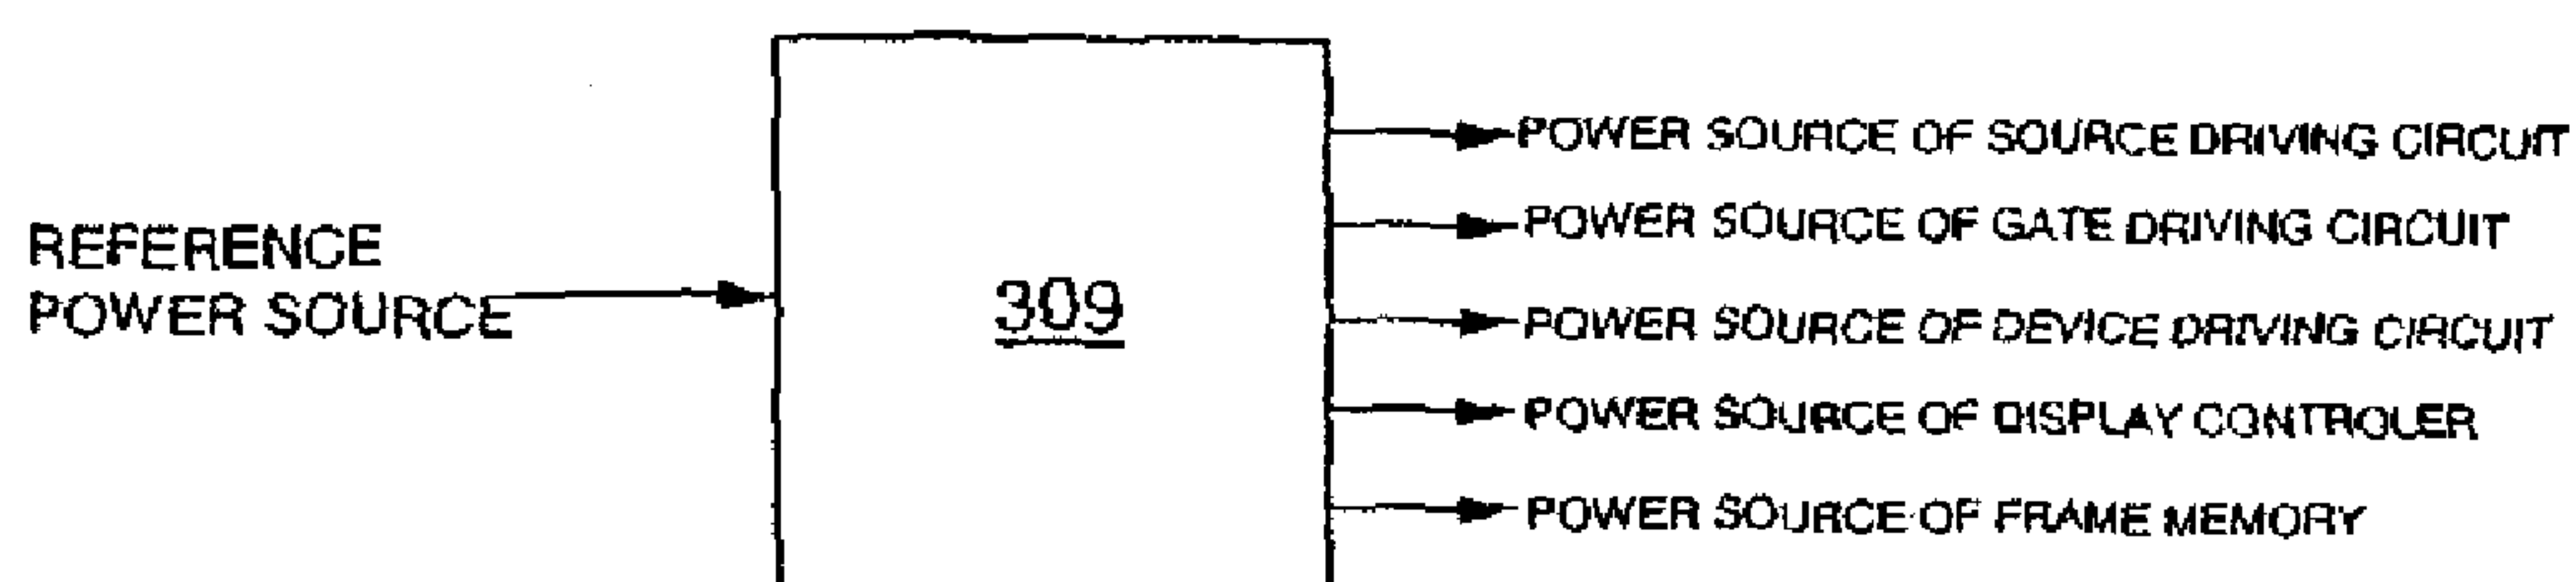 REFERENCE
POWER SOURCE
309
POWER SOURCE OF SOURCE DRIVING CIRCUIT
POWER SOURCE OF GATE DRIVING CIRCUIT
POWER SOURCE OF DEVICE DRIVING CIRCUIT
POWER SOURCE OF DISPLAY CONTROLER
POWER SOURCE OF FRAME MEMORY